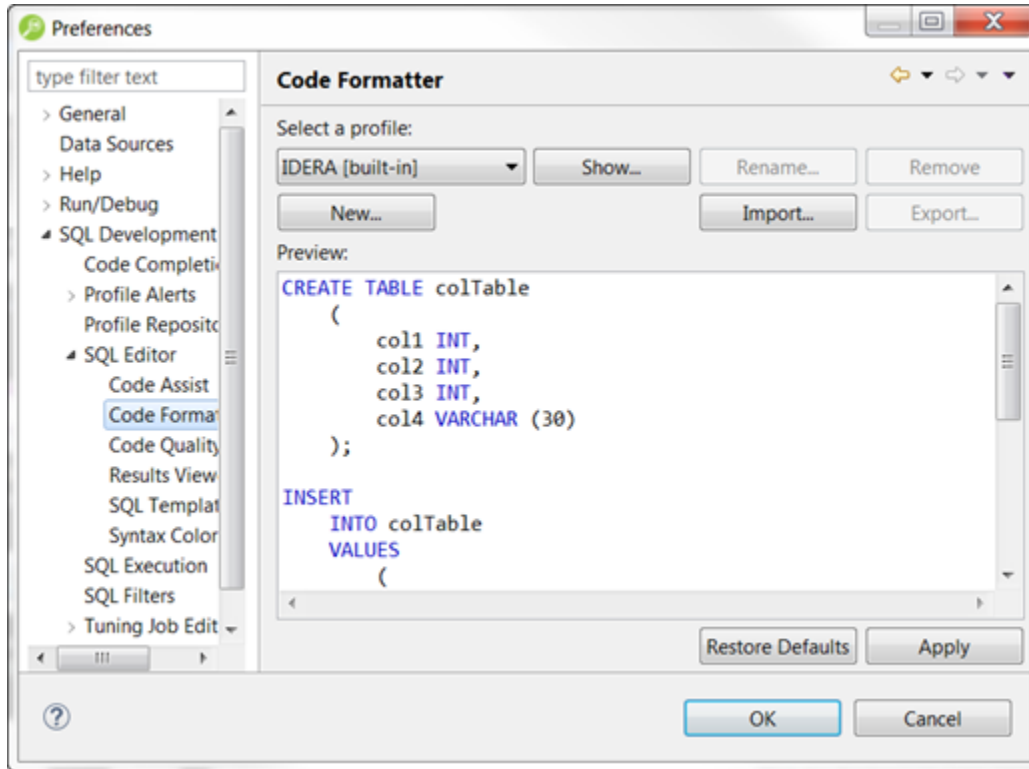 Preferences
type filter text
General
Data Sources
Help
Run/Debug
SQL Development
Code Completi
Profile Alerts
Profile Reposito
SQL Editor
Code Assist
Code Format
Code Quality
Results View
SQL Templat
Syntax Color
SQL Execution
SQL Filters
Tuning Job Edit
Code Formatter
Select a profile:
IDERA [built-in] Show... Rename... Remove
New... Import... Export...
Preview:
CREATE TABLE colTable
(
col1 INT,
col2 INT,
col3 INT,
col4 VARCHAR (30)
);
INSERT
INTO colTable
VALUES
(
Restore Defaults Apply
OK Cancel